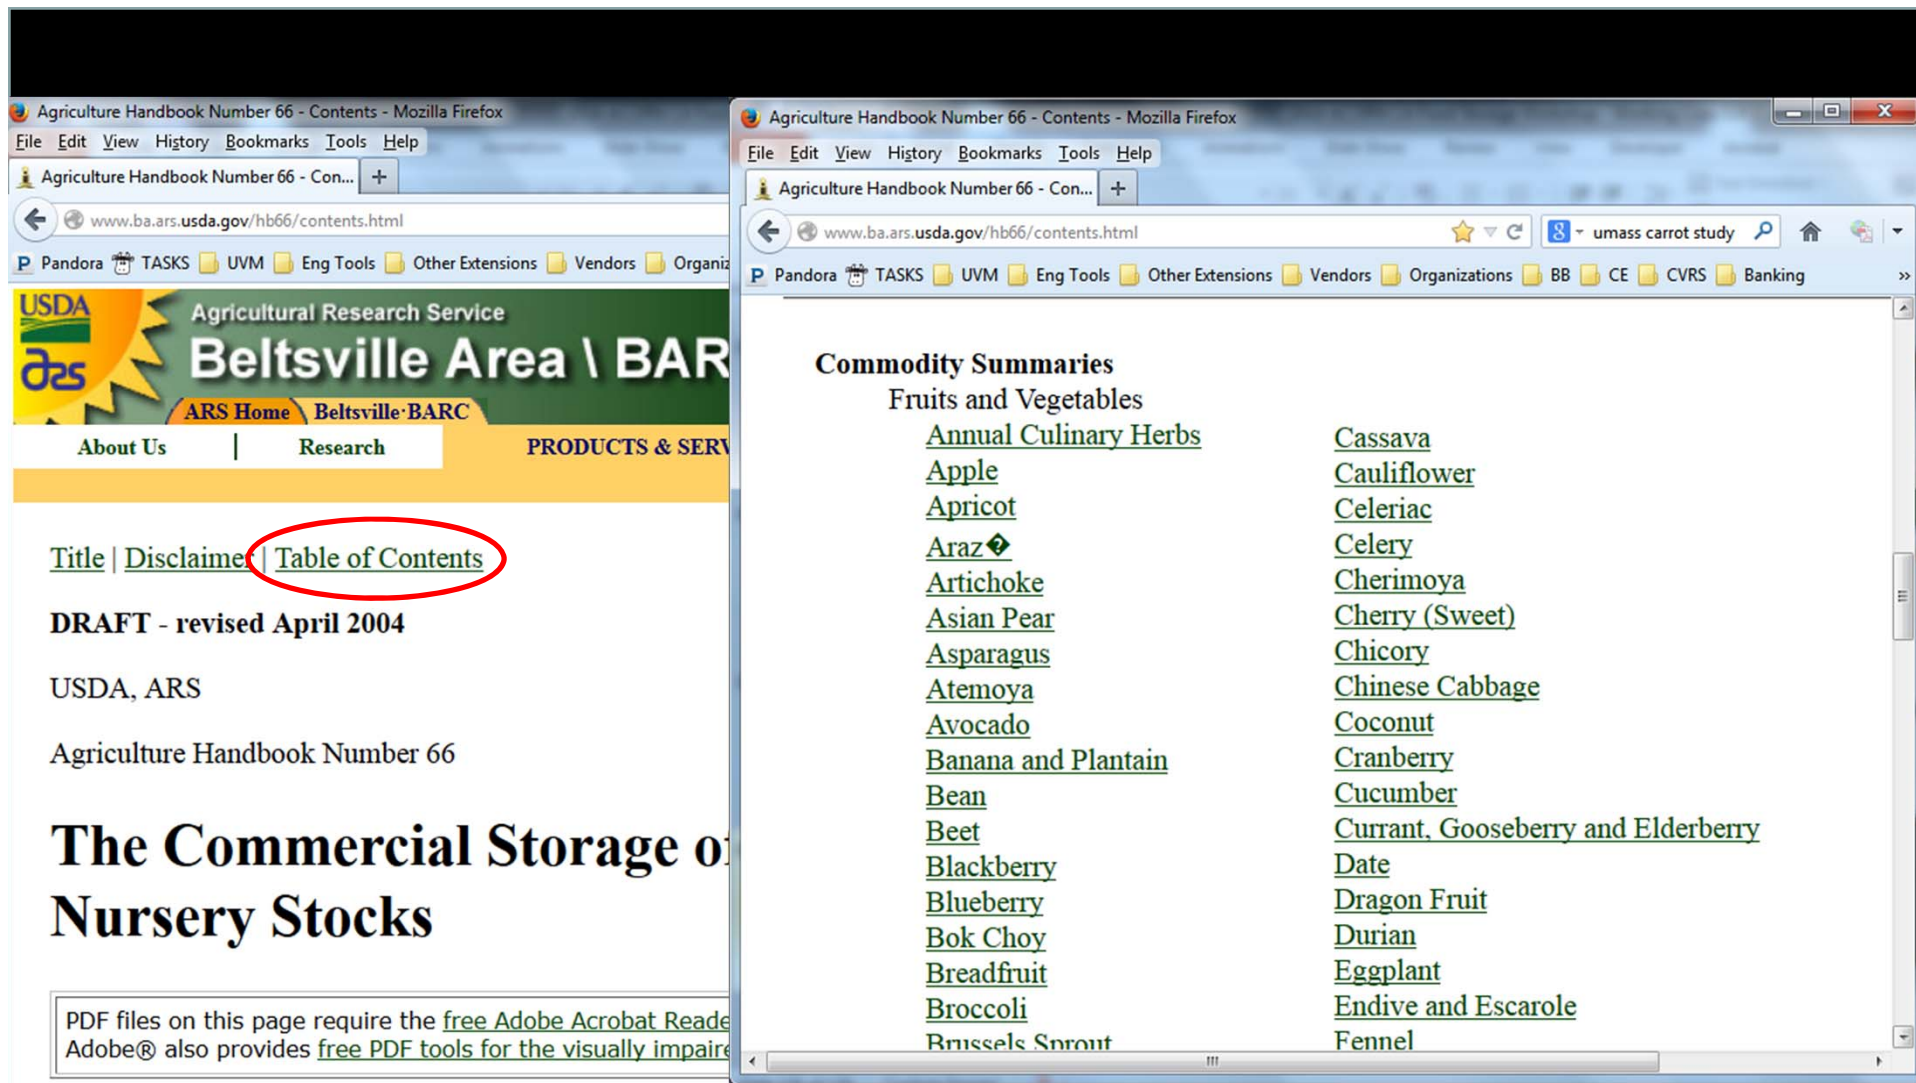 Agriculture Handbook Number 66 - Contents - Mozilla Firefox
File Edit View History Bookmarks Tools Help
Agriculture Handbook Number 66 - Con... +
www.ba.ars.usda.gov/hb66/contents.html
P Pandora TASKS UVM Eng Tools Other Extensions Vendors Organiz
USDA
ars
Agricultural Research Service
Beltsville Area \ BAR
ARS Home Beltsville·BARC
About Us | Research PRODUCTS & SERV
Title | Disclaimer | Table of Contents
DRAFT - revised April 2004
USDA, ARS
Agriculture Handbook Number 66
The Commercial Storage of
Nursery Stocks
PDF files on this page require the free Adobe Acrobat Reade
Adobe® also provides free PDF tools for the visually impaire
Agriculture Handbook Number 66 - Contents - Mozilla Firefox
File Edit View History Bookmarks Tools Help
Agriculture Handbook Number 66 - Con... +
www.ba.ars.usda.gov/hb66/contents.html
8 umass carrot study
P Pandora TASKS UVM Eng Tools Other Extensions Vendors Organizations BB CE CVRS Banking »
Commodity Summaries
Fruits and Vegetables
Annual Culinary Herbs
Apple
Apricot
Araz�
Artichoke
Asian Pear
Asparagus
Atemoya
Avocado
Banana and Plantain
Bean
Beet
Blackberry
Blueberry
Bok Choy
Breadfruit
Broccoli
Brussels Sprout
Cassava
Cauliflower
Celeriac
Celery
Cherimoya
Cherry (Sweet)
Chicory
Chinese Cabbage
Coconut
Cranberry
Cucumber
Currant, Gooseberry and Elderberry
Date
Dragon Fruit
Durian
Eggplant
Endive and Escarole
Fennel